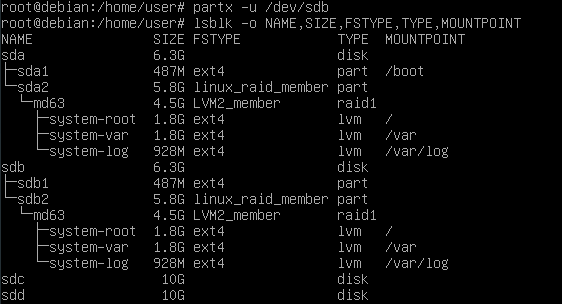 root@debian:/home/user# partx -u /dev/sdb
root@debian:/home/user# lsblk -o NAME,SIZE,FSTYPE,TYPE,MOUNTPOINT
NAME                SIZE FSTYPE            TYPE  MOUNTPOINT
sda                 6.3G                   disk
├─sda1              487M ext4              part  /boot
└─sda2              5.8G linux_raid_member part
  └─md63            4.5G LVM2_member       raid1
    ├─system-root   1.8G ext4              lvm   /
    ├─system-var    1.8G ext4              lvm   /var
    └─system-log    928M ext4              lvm   /var/log
sdb                 6.3G                   disk
├─sdb1              487M ext4              part
└─sdb2              5.8G linux_raid_member part
  └─md63            4.5G LVM2_member       raid1
    ├─system-root   1.8G ext4              lvm   /
    ├─system-var    1.8G ext4              lvm   /var
    └─system-log    928M ext4              lvm   /var/log
sdc                  10G                   disk
sdd                  10G                   disk